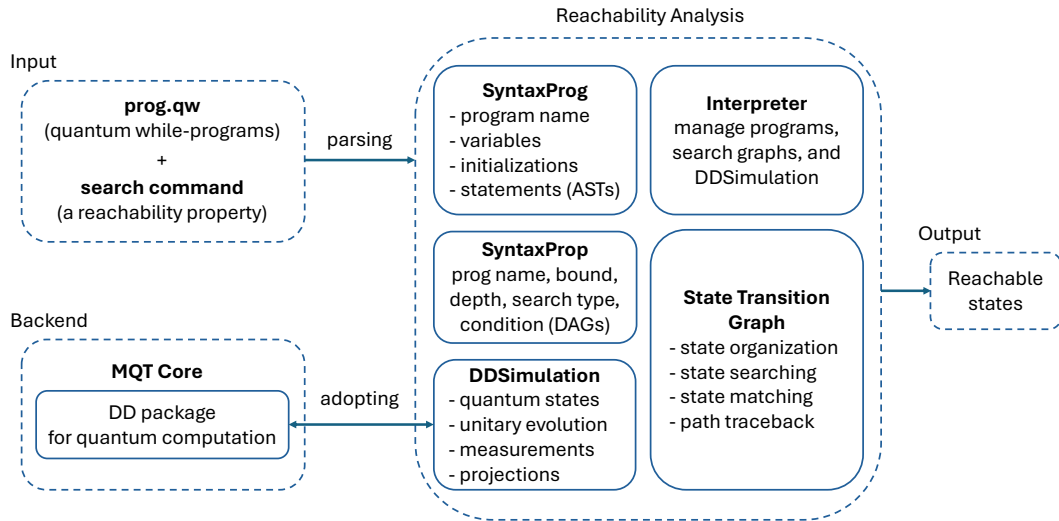 Reachability Analysis
Input
prog.qw
(quantum while-programs)
+
search command
(a reachability property)
parsing
SyntaxProg
- program name
- variables
- initializations
- statements (ASTs)
Interpreter
manage programs,
search graphs, and
DDSimulation
SyntaxProp
prog name, bound,
depth, search type,
condition (DAGs)
State Transition
Graph
- state organization
- state searching
- state matching
- path traceback
Output
Reachable
states
Backend
MQT Core
DD package
for quantum computation
adopting
DDSimulation
- quantum states
- unitary evolution
- measurements
- projections